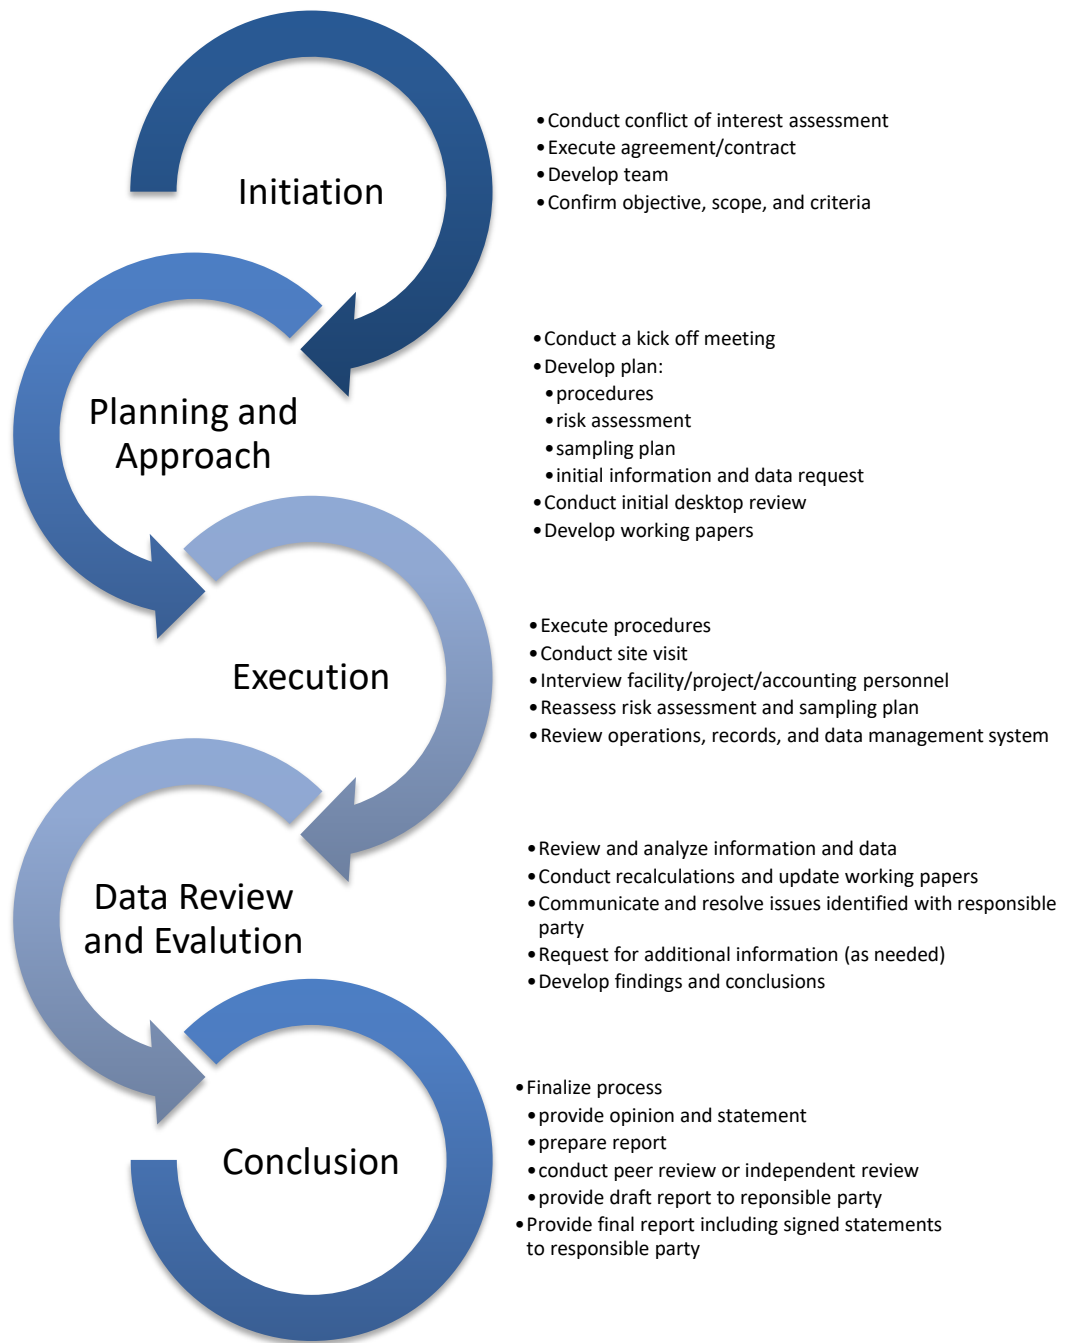 Initiation
•Conduct conflict of interest assessment
•Execute agreement/contract
•Develop team
•Confirm objective, scope, and criteria
Planning and
Approach
•Conduct a kick off meeting
•Develop plan:
•procedures
•risk assessment
•sampling plan
•initial information and data request
•Conduct initial desktop review
•Develop working papers
Execution
•Execute procedures
•Conduct site visit
•Interview facility/project/accounting personnel
•Reassess risk assessment and sampling plan
•Review operations, records, and data management system
Data Review
and Evalution
•Review and analyze information and data
•Conduct recalculations and update working papers
•Communicate and resolve issues identified with responsible
party
•Request for additional information (as needed)
•Develop findings and conclusions
Conclusion
•Finalize process
•provide opinion and statement
•prepare report
•conduct peer review or independent review
•provide draft report to reponsible party
•Provide final report including signed statements
to responsible party